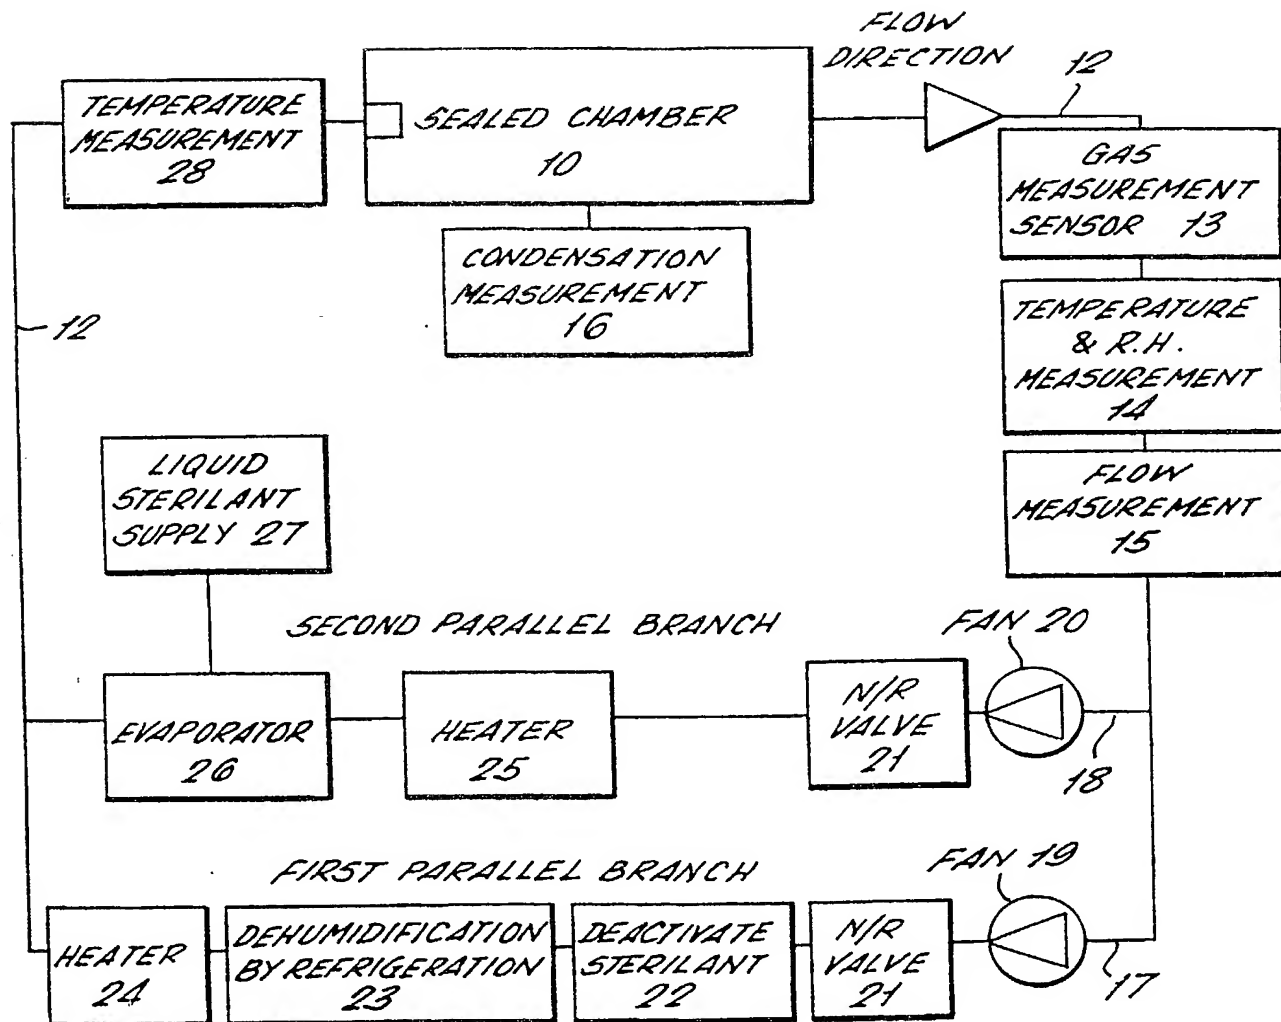 FLOW
DIRECTION
12
TEMPERATURE
MEASUREMENT
28
SEALED CHAMBER
10
GAS
MEASUREMENT
SENSOR 13
CONDENSATION
MEASUREMENT
16
12
TEMPERATURE
& R.H.
MEASUREMENT
14
LIQUID
STERILANT
SUPPLY 27
FLOW
MEASUREMENT
15
SECOND PARALLEL BRANCH
FAN 20
EVAPORATOR
26
HEATER
25
N/R
VALVE
21
18
FIRST PARALLEL BRANCH
FAN 19
HEATER
24
DEHUMIDIFICATION
BY REFRIGERATION
23
DEACTIVATE
STERILANT
22
N/R
VALVE
21
17